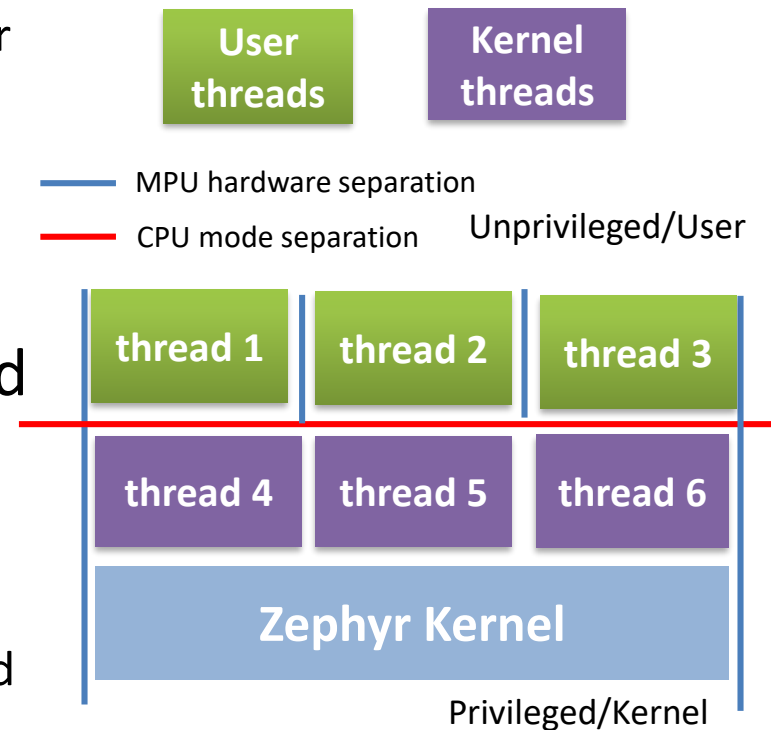 r
User
threads
Kernel
threads
MPU hardware separation
CPU mode separation
Unprivileged/User
thread 1
thread 2
thread 3
d
thread 4
thread 5
thread 6
Zephyr Kernel
d
Privileged/Kernel